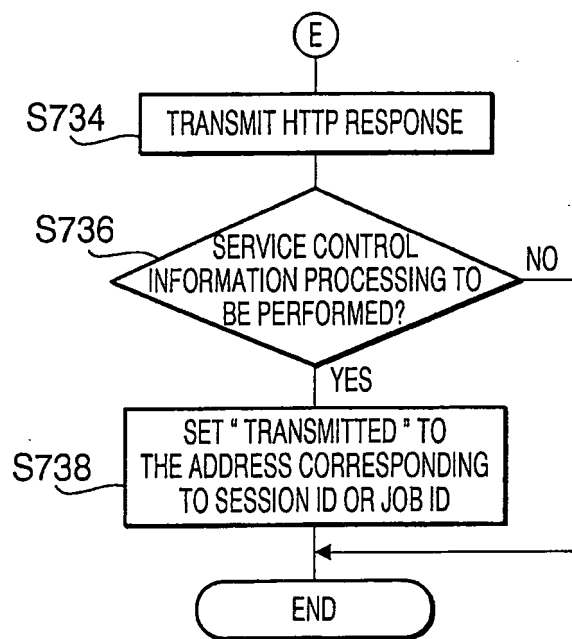 E
S734
TRANSMIT HTTP RESPONSE
S736
SERVICE CONTROL
INFORMATION PROCESSING TO
BE PERFORMED?
NO
YES
S738
SET " TRANSMITTED " TO
THE ADDRESS CORRESPONDING
TO SESSION ID OR JOB ID
END